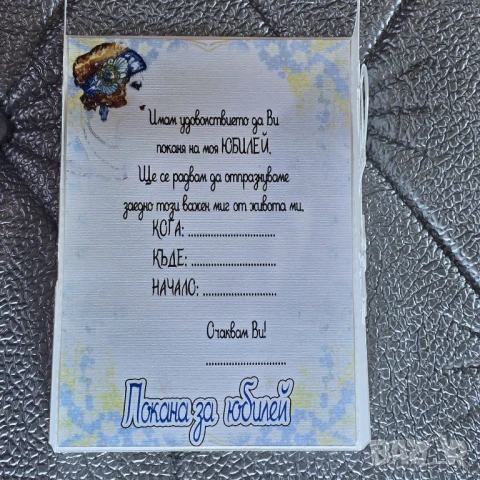 Имам удоволствието да Ви
поканя на моя ЮБИЛЕЙ.
Ще се радвам да отпразнуваме
заедно този важен миг от живота ми.
КОГА: ............................
КЪДЕ: ...........................
НАЧАЛО: .......................
Очаквам Ви!
.........................
Покана за юбилей